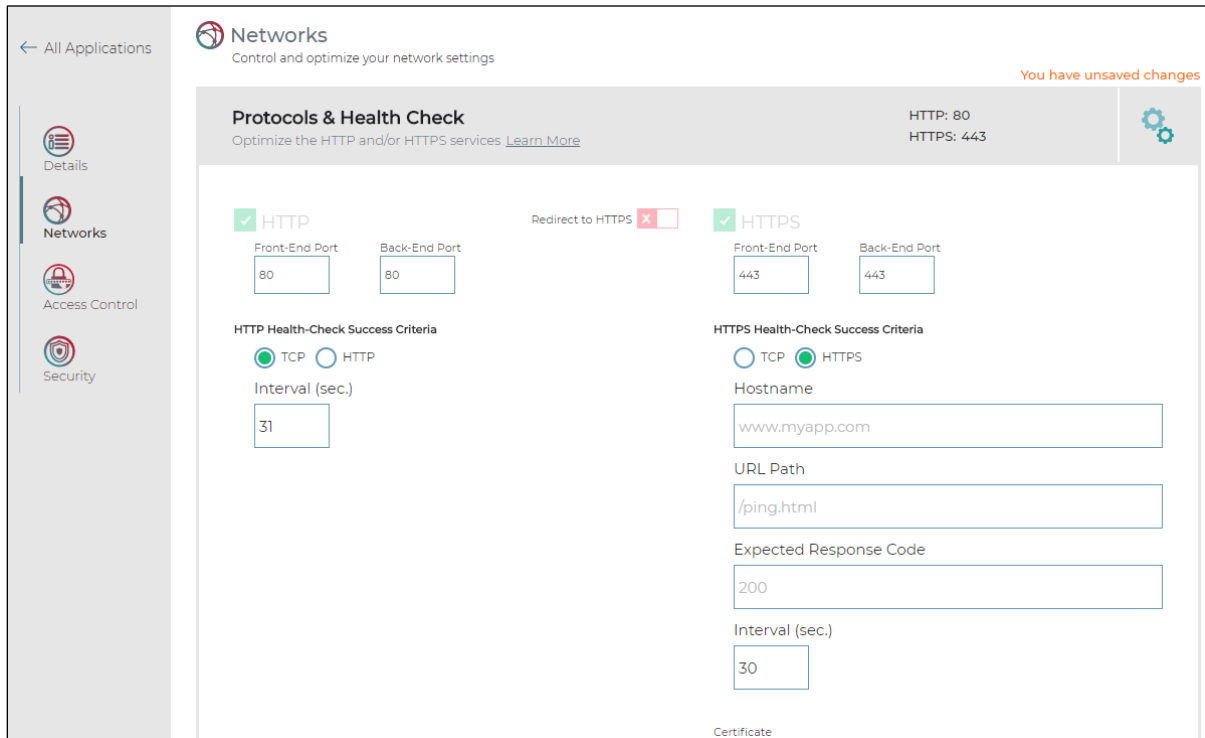 ← All Applications
Details
Networks
Access Control
Security
Networks
Control and optimize your network settings
You have unsaved changes
Protocols & Health Check
Optimize the HTTP and/or HTTPS services Learn More
HTTP: 80
HTTPS: 443
HTTP
Redirect to HTTPS X
Front-End Port Back-End Port
80 80
HTTP Health-Check Success Criteria
TCP HTTP
Interval (sec.)
31
HTTPS
Front-End Port Back-End Port
443 443
HTTPS Health-Check Success Criteria
TCP HTTPS
Hostname
www.myapp.com
URL Path
/ping.html
Expected Response Code
200
Interval (sec.)
30
Certificate